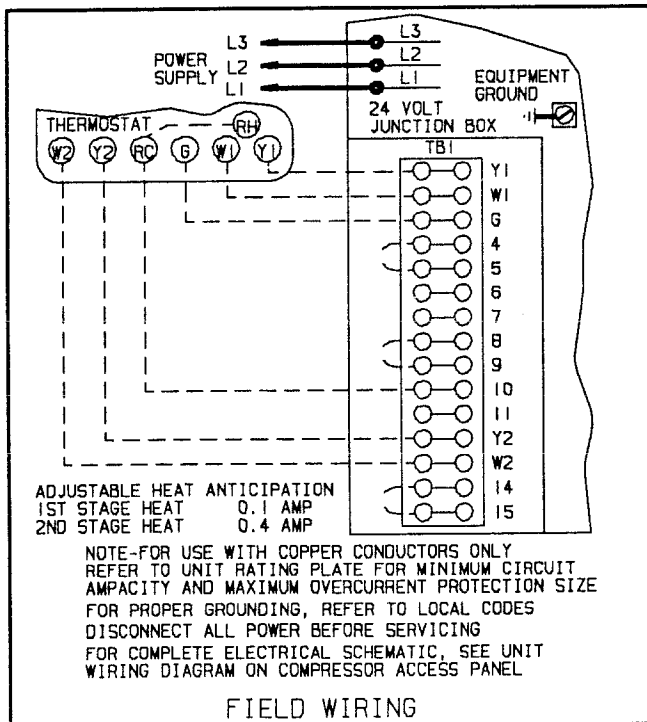 L3
L2
L1
POWER
SUPPLY
L3
L2
L1
EQUIPMENT
GROUND
24 VOLT
JUNCTION BOX
THERMOSTAT
RH
W2 Y2 RC G W1 Y1
TB1
Y1
W1
G
4
5
6
7
8
9
10
11
Y2
W2
14
15
ADJUSTABLE HEAT ANTICIPATION
1ST STAGE HEAT 0.1 AMP
2ND STAGE HEAT 0.4 AMP
NOTE-FOR USE WITH COPPER CONDUCTORS ONLY
REFER TO UNIT RATING PLATE FOR MINIMUM CIRCUIT
AMPACITY AND MAXIMUM OVERCURRENT PROTECTION SIZE
FOR PROPER GROUNDING, REFER TO LOCAL CODES
DISCONNECT ALL POWER BEFORE SERVICING
FOR COMPLETE ELECTRICAL SCHEMATIC, SEE UNIT
WIRING DIAGRAM ON COMPRESSOR ACCESS PANEL
FIELD WIRING